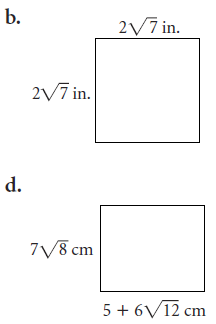 b.
2√7 in.
2√7 in.
d.
7√8 cm
5 + 6√12 cm